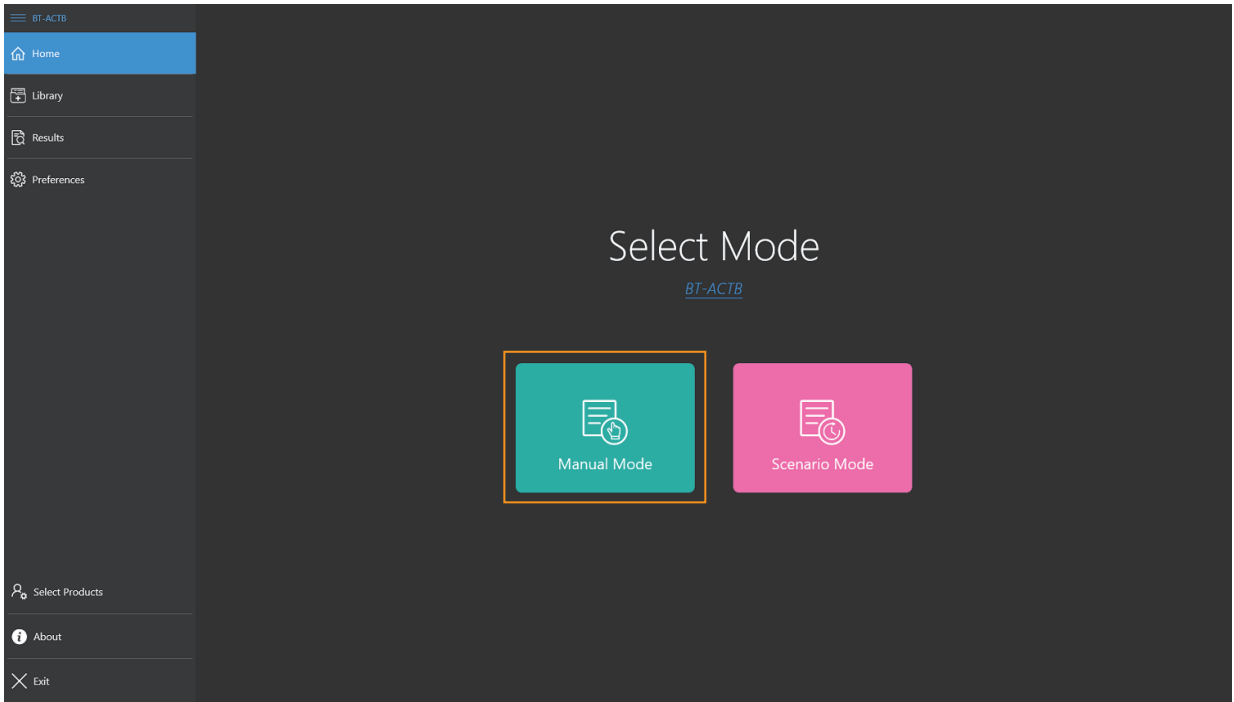 BT-ACTB
Home
Library
Results
Preferences
Select Mode
BT-ACTB
Manual Mode
Scenario Mode
Select Products
About
Exit